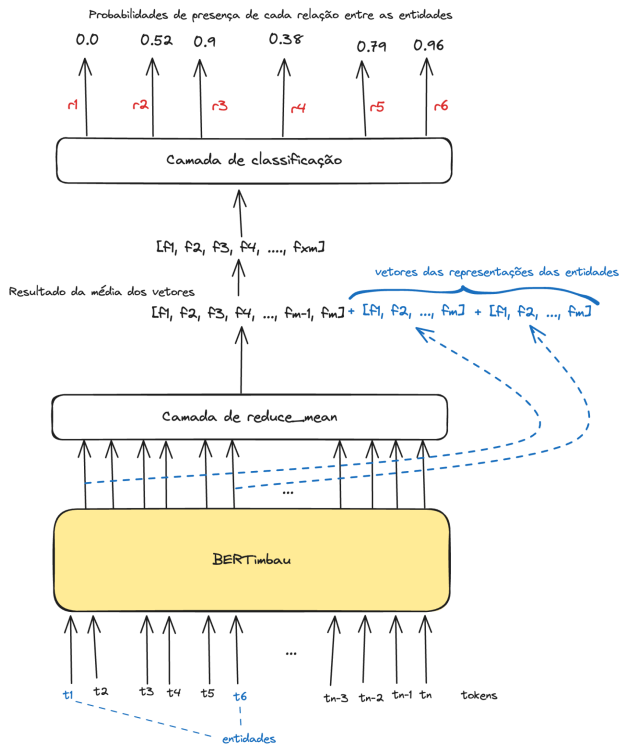 Probabilidades de presença de cada relação entre as entidades
0.0 0.52 0.9 0.38 0.79 0.96
r1 r2 r3 r4 r5 r6
Camada de classificação
[f1, f2, f3, f4, ...., fxm]
vetores das representações das entidades
Resultado da média dos vetores
[f1, f2, f3, f4, ..., fm-1, fm] + [f1, f2, ..., fm] + [f1, f2, ..., fm]
Camada de reduce_mean
...
BERTimbau
...
t1 t2 t3 t4 t5 t6 tn-3 tn-2 tn-1 tn tokens
entidades